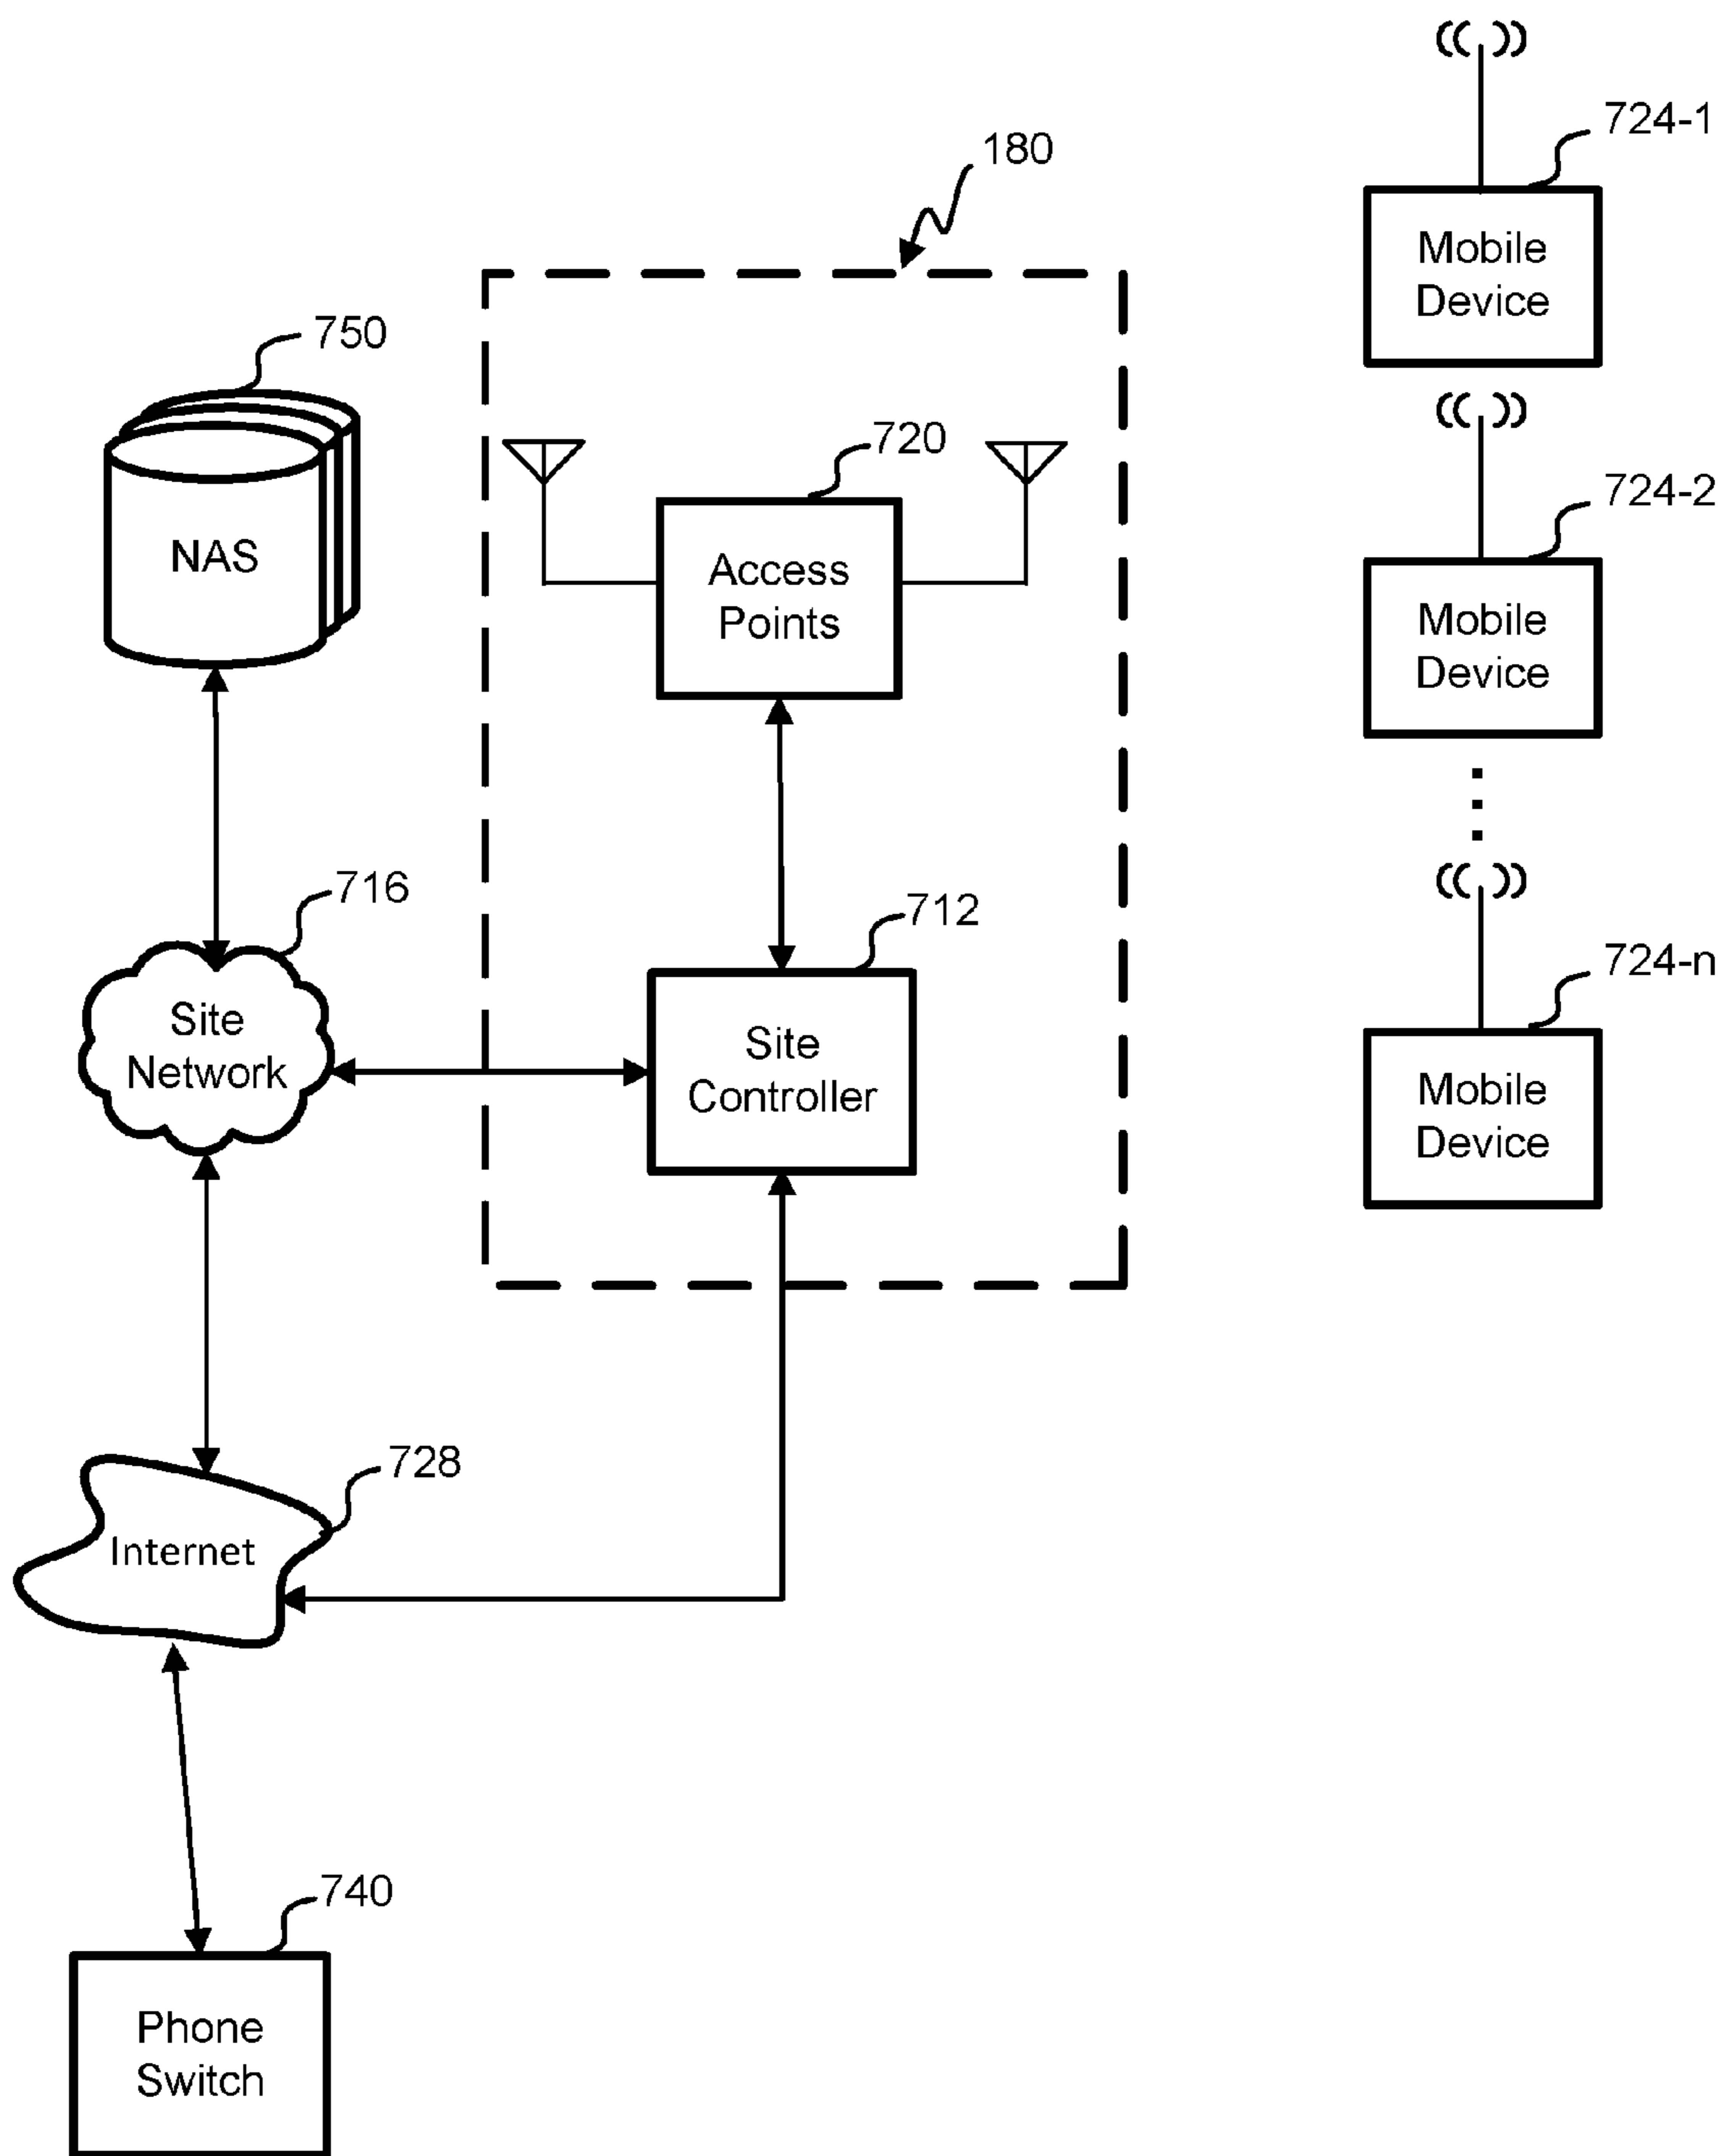 724-1
180
Mobile
Device
750
720
724-2
NAS
Access
Points
Mobile
Device
716
712
724-n
Site
Network
Site
Controller
Mobile
Device
728
Internet
740
Phone
Switch